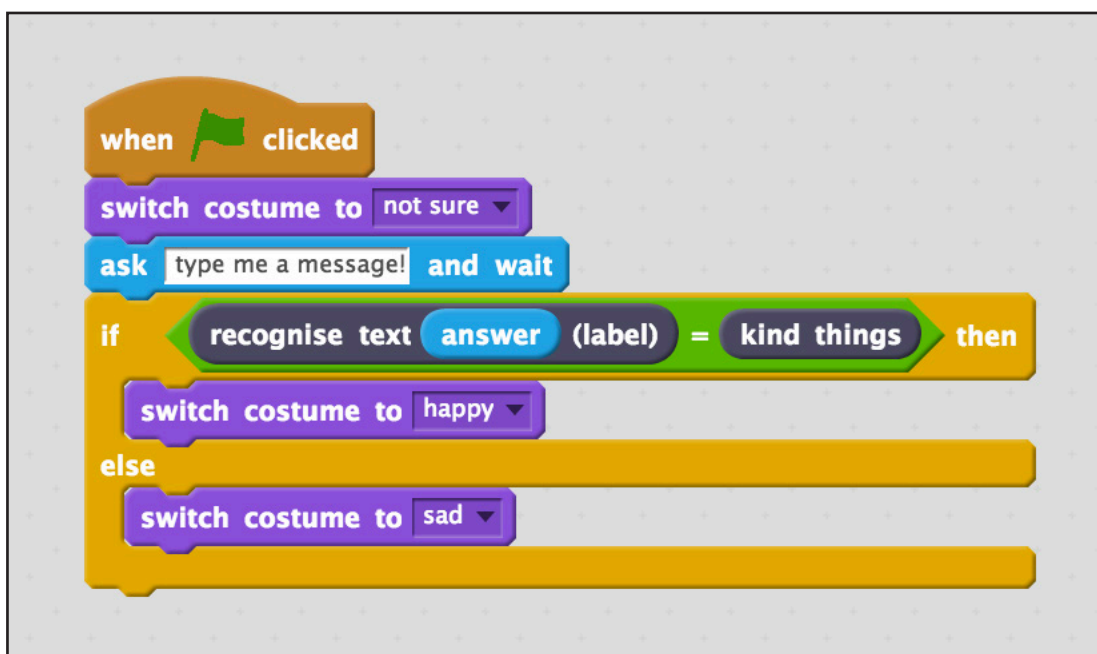 when clicked
switch costume to not sure
ask type me a message! and wait
if recognise text answer (label) = kind things then
switch costume to happy
else
switch costume to sad